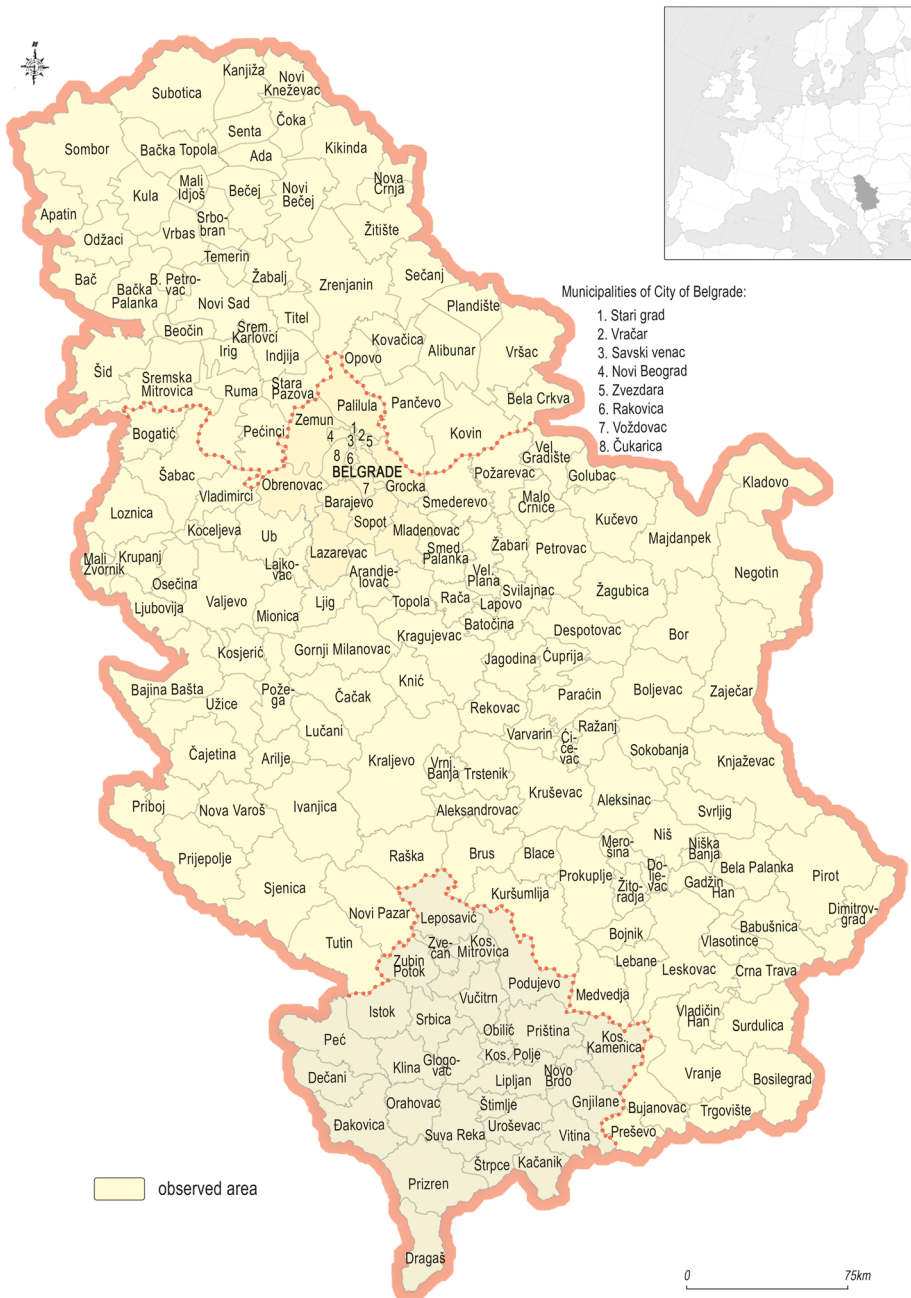 N
Kanjiža
Novi
Kneževac
Subotica
Čoka
Senta
Sombor
Bačka Topola
Ada
Kikinda
Mali
Idjoš
Nova
Crnja
Kula
Bečej
Novi
Bečej
Apatin
Srbo-
bran
Vrbas
Odžaci
Žitište
Temerin
Bač
Bačka
Palanka
B. Petro-
vac
Žabalj
Zrenjanin
Sečanj
Novi Sad
Titel
Plandište
Beočin
Srem.
Karlovci
Kovačica
Irig
Indjija
Opovo
Alibunar
Vršac
Šid
Sremska
Mitrovica
Ruma
Stara
Pazova
Bela Crkva
Palilula
Pančevo
Zemun
Bogatić
Pećinci
Kovin
1
2
3
4
5
6
7
8
BELGRADE
Municipalities of City of Belgrade:
1. Stari grad
2. Vračar
3. Savski venac
4. Novi Beograd
5. Zvezdara
6. Rakovica
7. Voždovac
8. Čukarica
Vel.
Gradište
Šabac
Obrenovac
Grocka
Požarevac
Golubac
Kladovo
Vladimirci
Barajevo
Smederevo
Malo
Crniće
Loznica
Sopot
Kučevo
Koceljeva
Ub
Mladenovac
Majdanpek
Mali
Zvornik
Krupanj
Lazarevac
Smed.
Palanka
Žabari
Petrovac
Negotin
Osečina
Lajko-
vac
Arandje-
lovac
Vel.
Plana
Svilajnac
Žagubica
Ljubovija
Valjevo
Ljig
Topola
Rača
Lapovo
Mionica
Batočina
Despotovac
Bor
Kragujevac
Kosjerić
Gornji Milanovac
Jagodina
Ćuprija
Bajina Bašta
Užice
Pože-
ga
Čačak
Knić
Paraćin
Boljevac
Zaječar
Rekovac
Lučani
Varvarin
Ći-
će-
vac
Ražanj
Čajetina
Arilje
Kraljevo
Vrnj.
Banja
Trstenik
Sokobanja
Knjaževac
Kruševac
Aleksinac
Priboj
Nova Varoš
Ivanjica
Aleksandrovac
Svrljig
Prijepolje
Raška
Brus
Blace
Mero-
šina
Niš
Niška
Banja
Prokuplje
Do-
lje-
vac
Bela Palanka
Pirot
Sjenica
Kuršumlija
Žito-
radja
Gadžin
Han
Dimitrov-
grad
Novi Pazar
Leposavić
Babušnica
Tutin
Bojnik
Vlasotince
Zve-
čan
Kos.
Mitrovica
Lebane
Leskovac
Crna Trava
Zubin
Potok
Podujevo
Medvedja
Vučitrn
Istok
Srbica
Vladičin
Han
Surdulica
Obilić
Priština
Kos.
Kamenica
Peć
Klina
Glogo-
vac
Kos. Polje
Vranje
Dečani
Lipljan
Novo
Brdo
Bosilegrad
Orahovac
Štimlje
Gnjilane
Bujanovac
Trgovište
Đakovica
Suva Reka
Uroševac
Vitina
Preševo
Štrpce
Kačanik
Prizren
Dragaš
observed area
0
75km